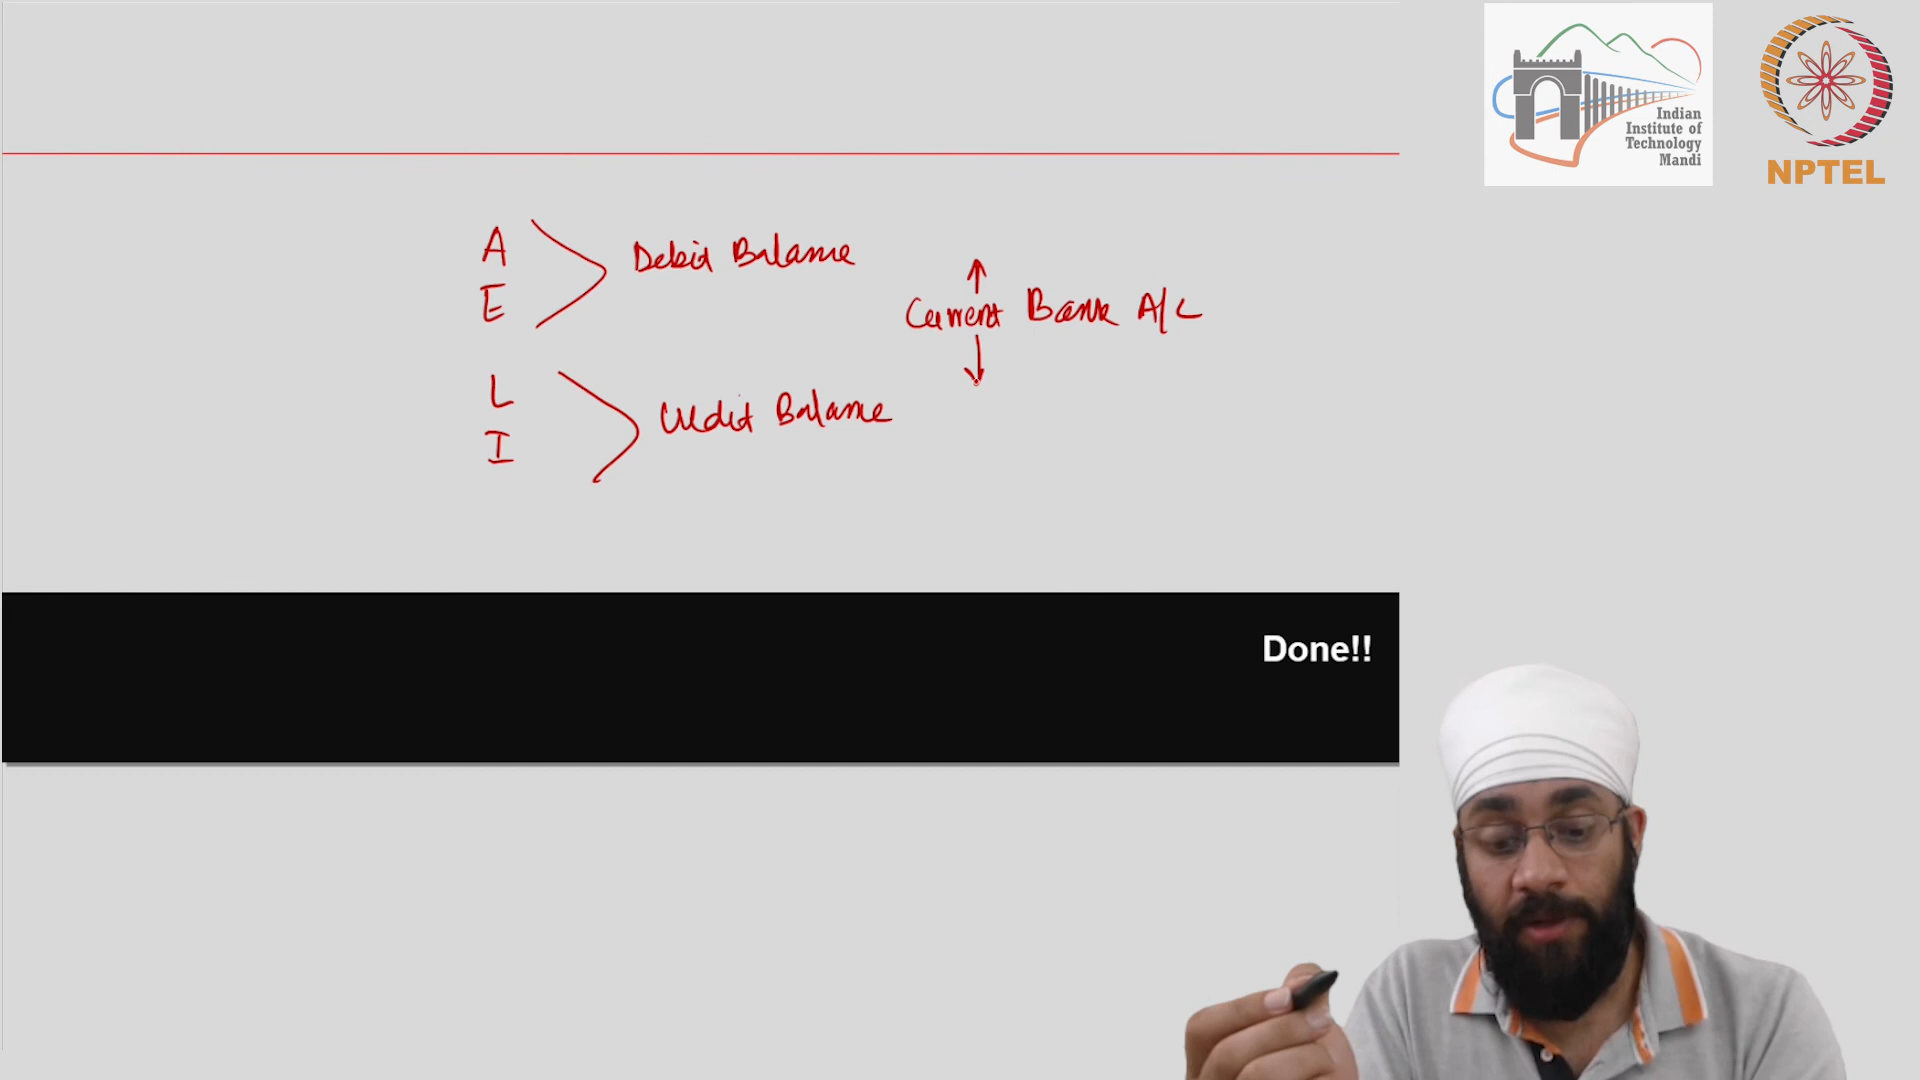 Indian
Institute of
Technology
Mandi
NPTEL
A
E
Debit Balance
Current Bank A/C
L
I
Credit Balance
Done!!